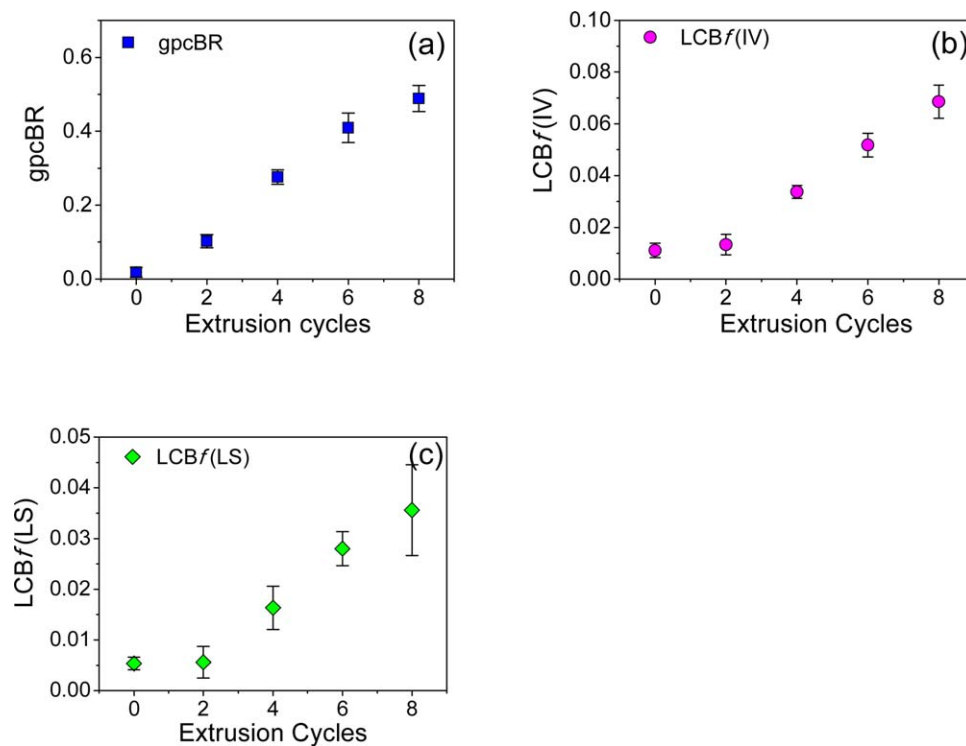 (a)
gpcBR
0.6
0.4
0.2
0.0
gpcBR
0 2 4 6 8
Extrusion cycles
(b)
LCBf(IV)
0.10
0.08
0.06
0.04
0.02
0.00
LCBf(IV)
0 2 4 6 8
Extrusion Cycles
(c)
LCBf(LS)
0.05
0.04
0.03
0.02
0.01
0.00
LCBf(LS)
0 2 4 6 8
Extrusion Cycles